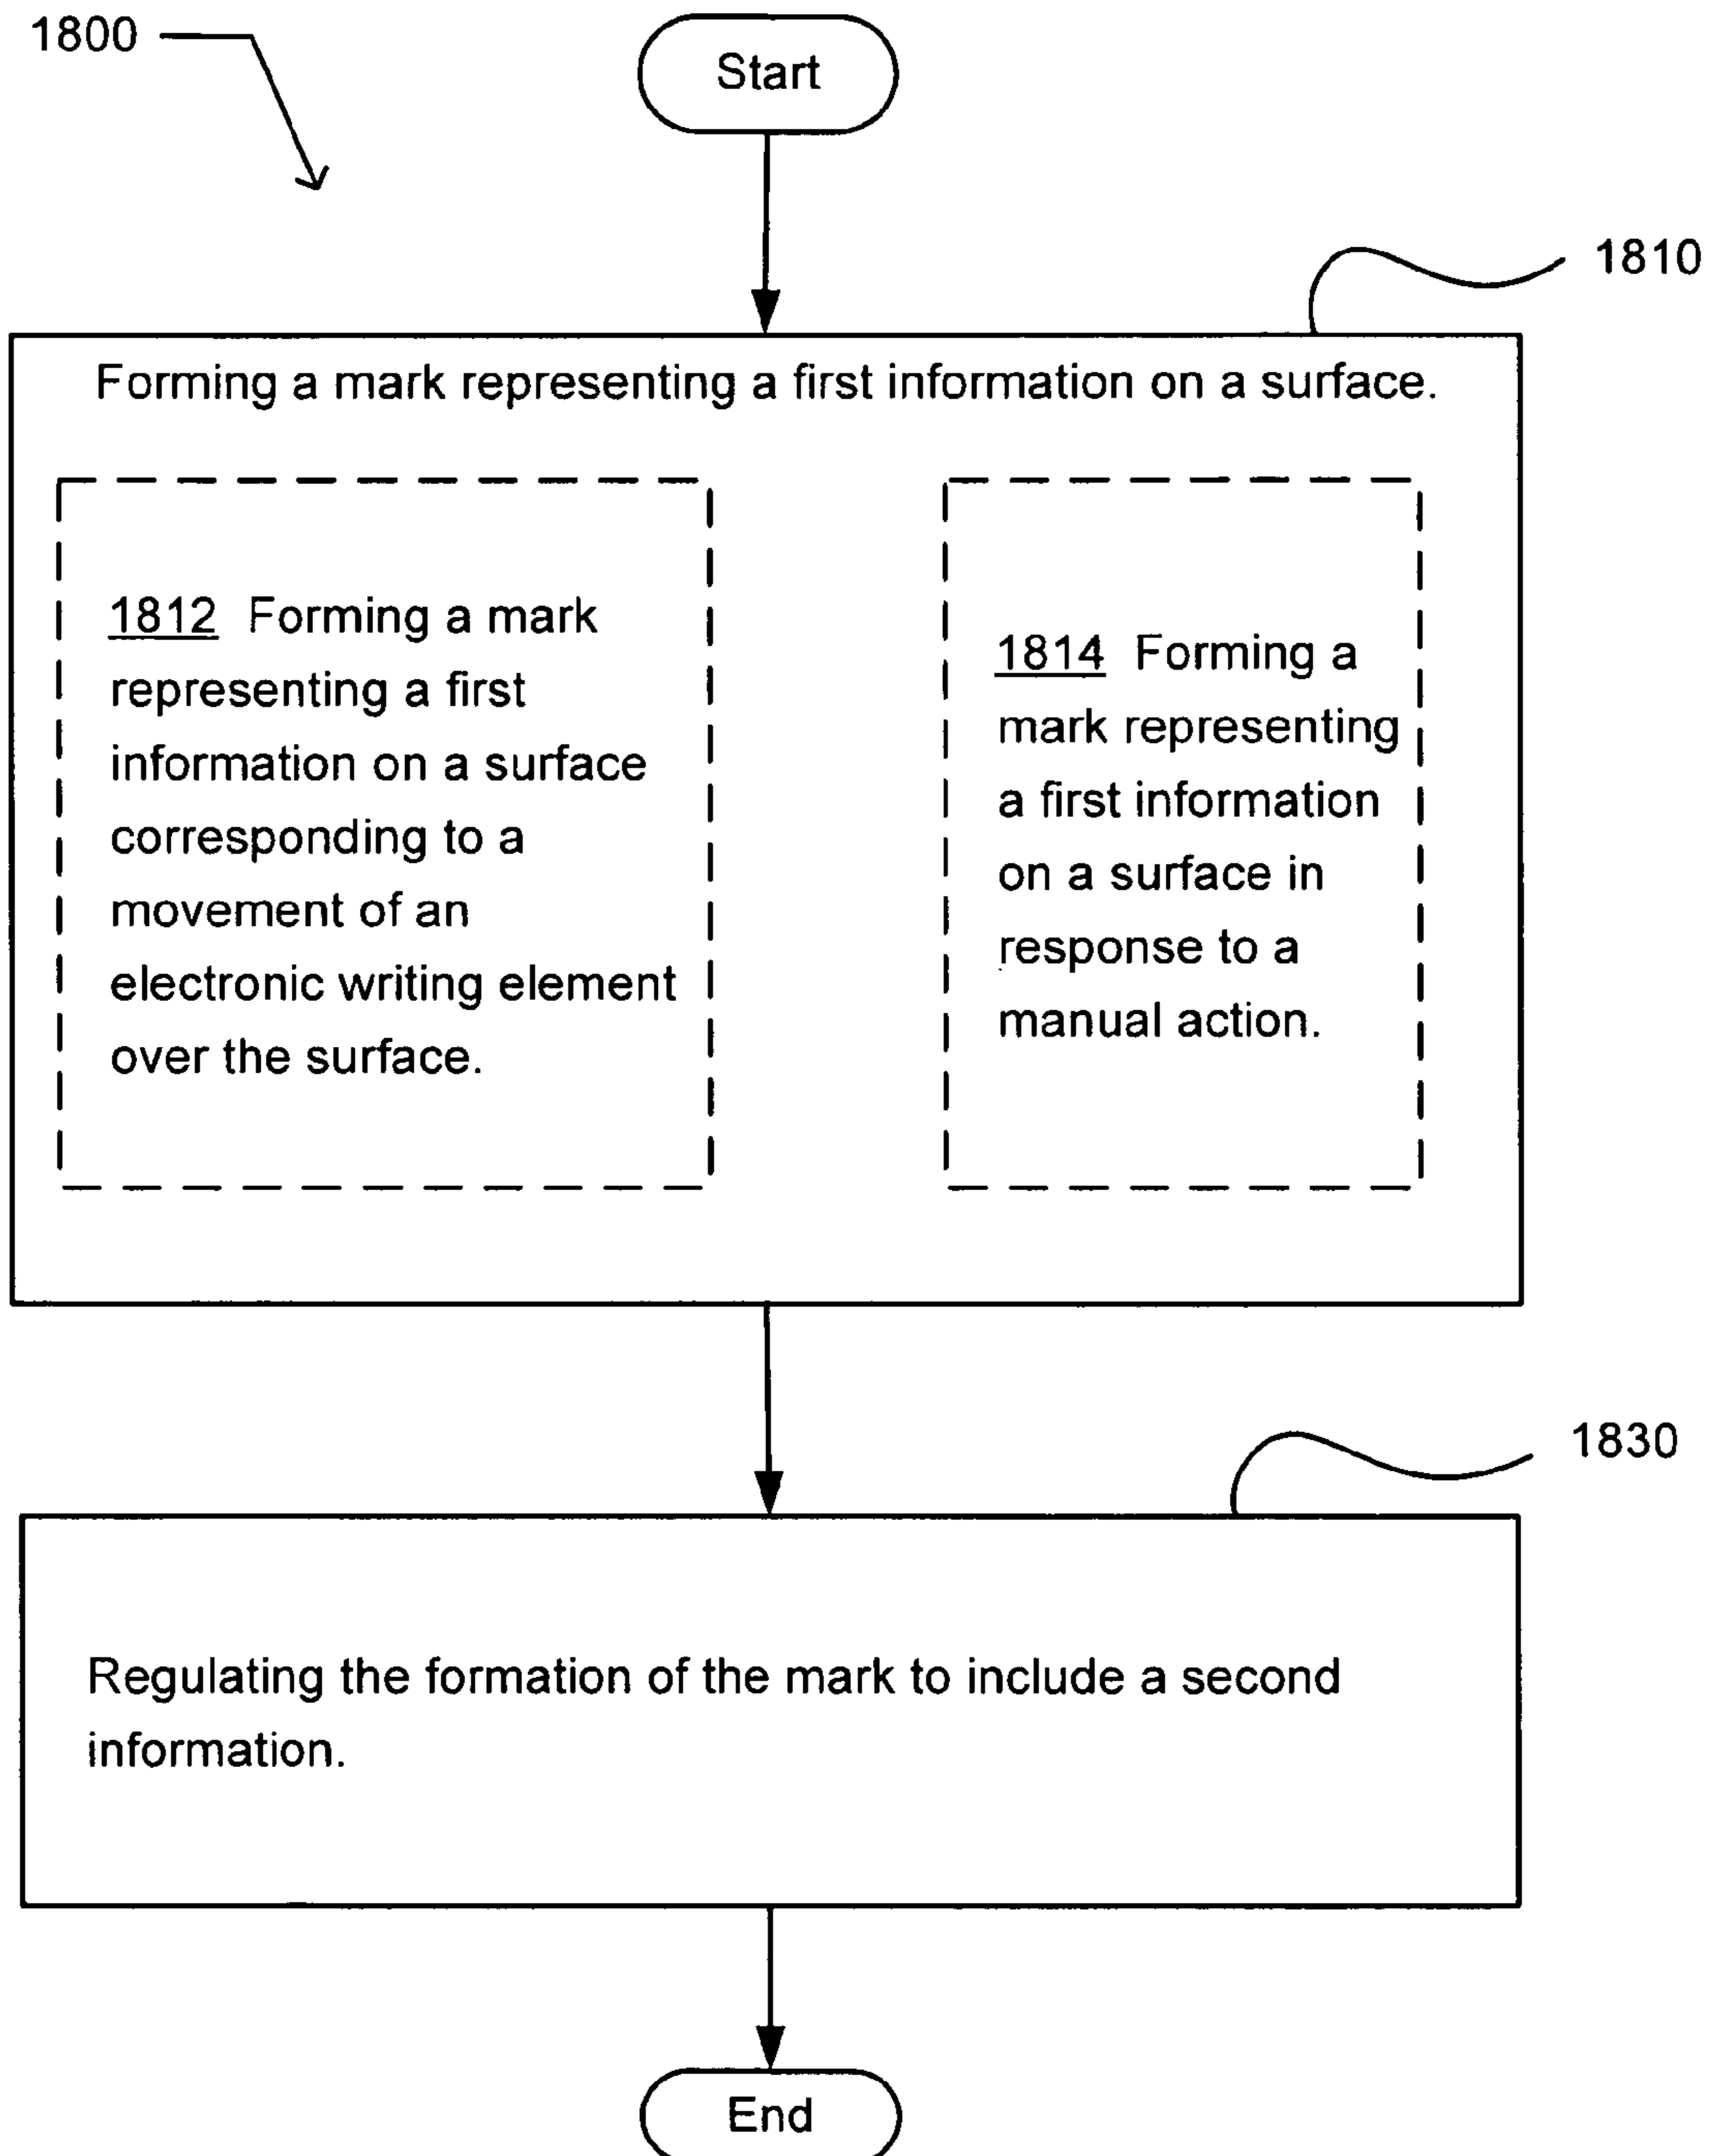 1800
Start
1810
Forming a mark representing a first information on a surface.
1812 Forming a mark
representing a first
information on a surface
corresponding to a
movement of an
electronic writing element
over the surface.
1814 Forming a
mark representing
a first information
on a surface in
response to a
manual action.
1830
Regulating the formation of the mark to include a second
information.
End